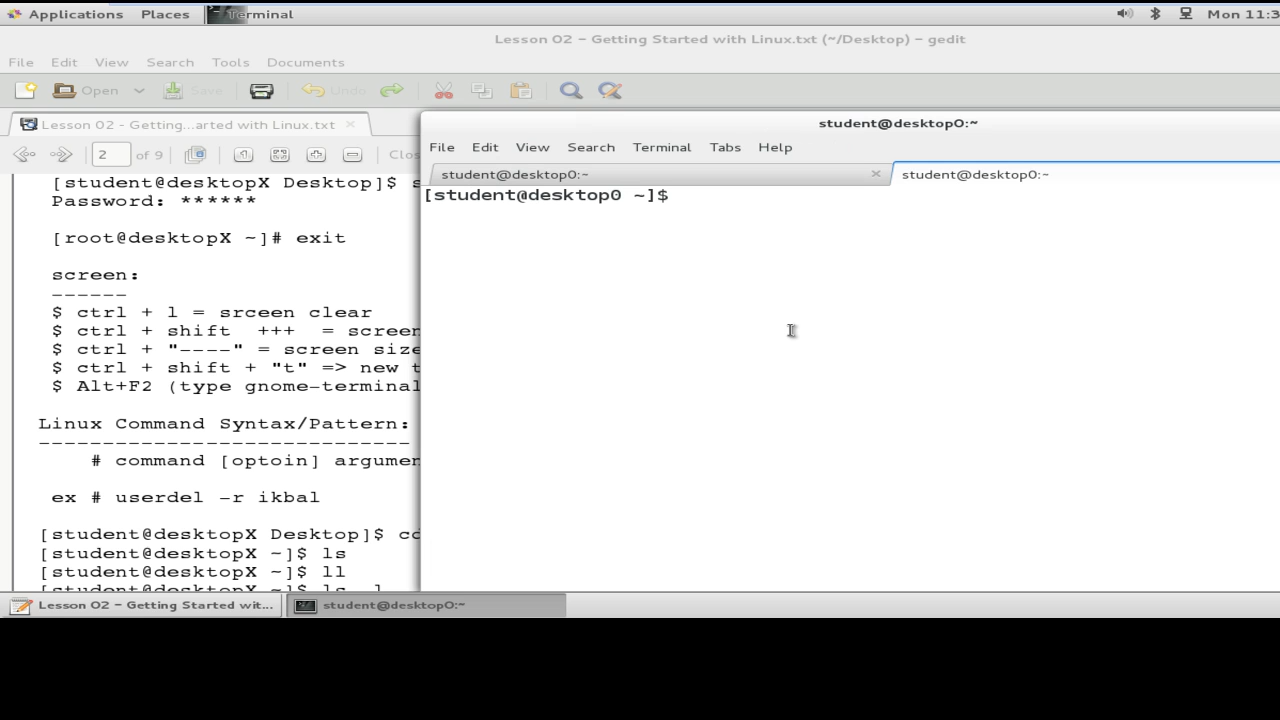 Applications Places Terminal Mon 11:3
Lesson 02 - Getting Started with Linux.txt (~/Desktop) - gedit
File Edit View Search Tools Documents
Open Save Undo
Lesson 02 - Getting...arted with Linux.txt
2 of 9 Clos
[student@desktopX Desktop]$ s
Password: ******
[root@desktopX ~]# exit
screen:
------
$ ctrl + l = srceen clear
$ ctrl + shift  +++  = screen
$ ctrl + "----" = screen size
$ ctrl + shift + "t" => new t
$ Alt+F2 (type gnome-terminal
Linux Command Syntax/Pattern:
-----------------------------
# command [optoin] argumen
ex # userdel -r ikbal
[student@desktopX Desktop]$ cd
[student@desktopX ~]$ ls
[student@desktopX ~]$ ll
[student@desktopX ~]$ ls -l
student@desktop0:~
File Edit View Search Terminal Tabs Help
student@desktop0:~ student@desktop0:~
[student@desktop0 ~]$
Lesson 02 - Getting Started wit... student@desktop0:~